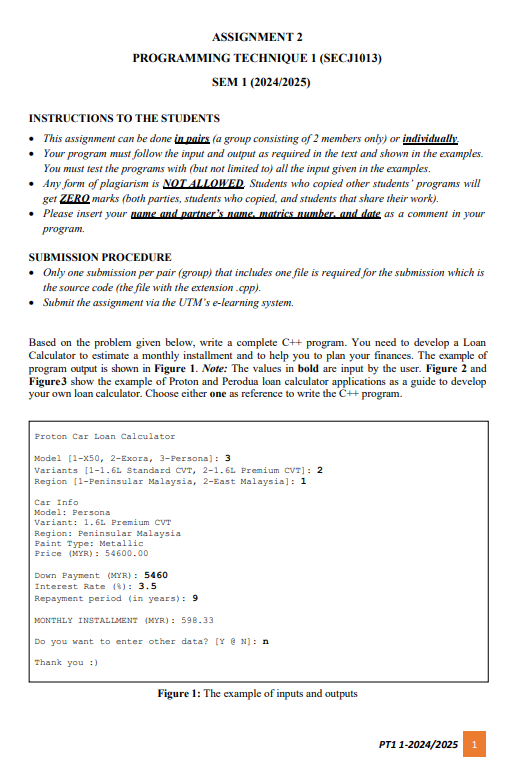 ASSIGNMENT 2
PROGRAMMING TECHNIQUE 1 (SECJ1013)
SEM 1 (2024/2025)
INSTRUCTIONS TO THE STUDENTS
• This assignment can be done in pairs (a group consisting of 2 members only) or individually.
• Your program must follow the input and output as required in the text and shown in the examples.
You must test the programs with (but not limited to) all the input given in the examples.
• Any form of plagiarism is NOT ALLOWED. Students who copied other students' programs will
get ZERO marks (both parties, students who copied, and students that share their work).
• Please insert your name and partner's name, matrics number, and date as a comment in your
program.
SUBMISSION PROCEDURE
• Only one submission per pair (group) that includes one file is required for the submission which is
the source code (the file with the extension .cpp).
• Submit the assignment via the UTM's e-learning system.
Based on the problem given below, write a complete C++ program. You need to develop a Loan
Calculator to estimate a monthly installment and to help you to plan your finances. The example of
program output is shown in Figure 1. Note: The values in bold are input by the user. Figure 2 and
Figure3 show the example of Proton and Perodua loan calculator applications as a guide to develop
your own loan calculator. Choose either one as reference to write the C++ program.
Proton Car Loan Calculator
Model [1-X50, 2-Exora, 3-Persona]: 3
Variants [1-1.6L Standard CVT, 2-1.6L Premium CVT]: 2
Region [1-Peninsular Malaysia, 2-East Malaysia]: 1
Car Info
Model: Persona
Variant: 1.6L Premium CVT
Region: Peninsular Malaysia
Paint Type: Metallic
Price (MYR): 54600.00
Down Payment (MYR): 5460
Interest Rate (%): 3.5
Repayment period (in years): 9
MONTHLY INSTALLMENT (MYR): 598.33
Do you want to enter other data? [Y @ N]: n
Thank you :)
Figure 1: The example of inputs and outputs
PT1 1-2024/2025 1